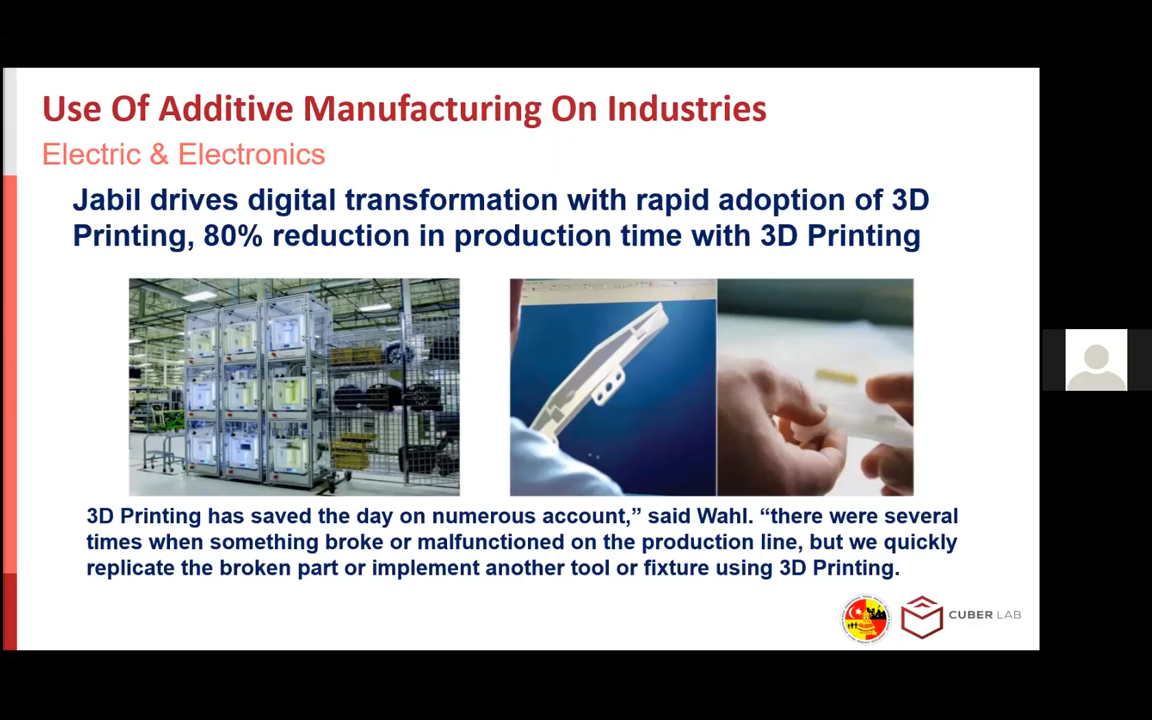 Use Of Additive Manufacturing On Industries
Electric & Electronics
Jabil drives digital transformation with rapid adoption of 3D
Printing, 80% reduction in production time with 3D Printing
3D Printing has saved the day on numerous account,” said Wahl. “there were several
times when something broke or malfunctioned on the production line, but we quickly
replicate the broken part or implement another tool or fixture using 3D Printing.
CUBER LAB